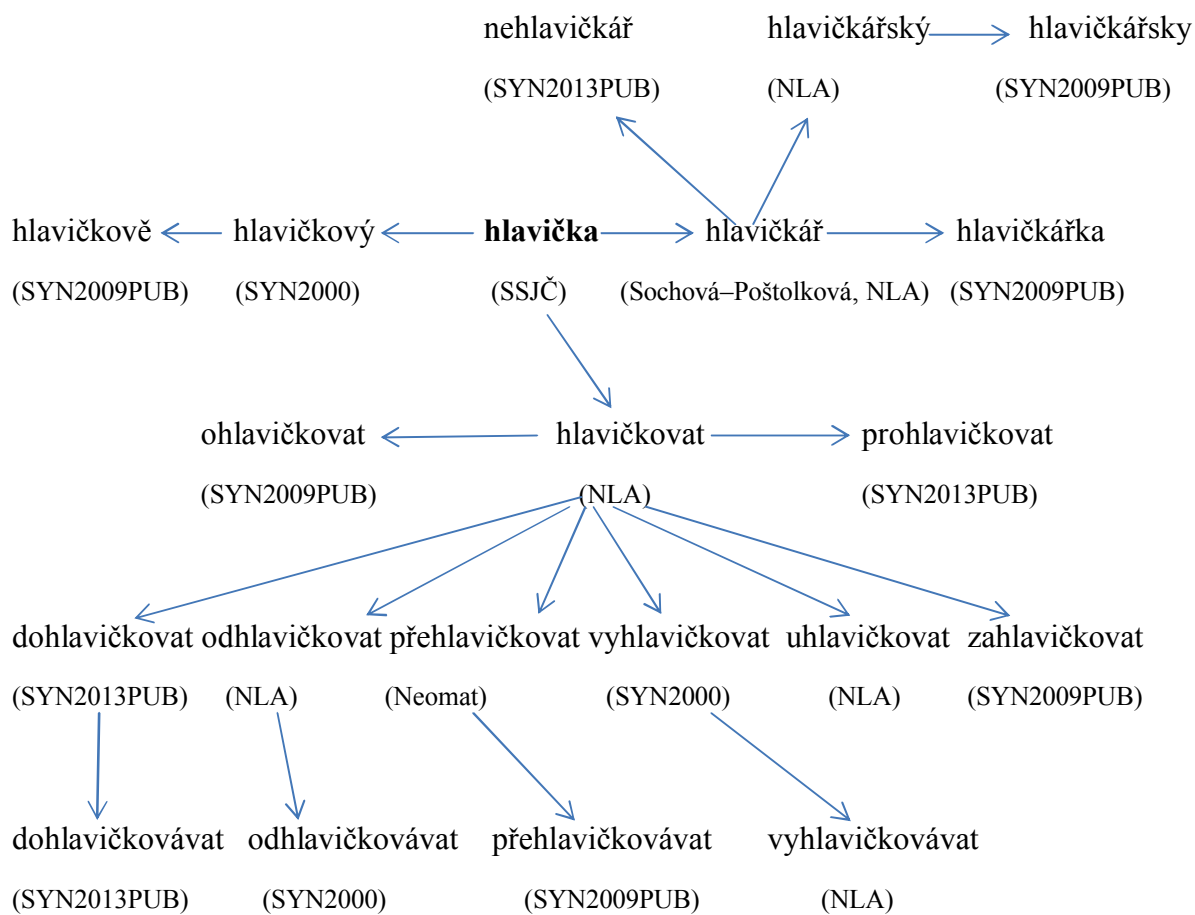 nehlavičkář hlavičkářský hlavičkářsky
(SYN2013PUB) (NLA) (SYN2009PUB)
hlavičkově hlavičkový hlavička hlavičkář hlavičkářka
(SYN2009PUB) (SYN2000) (SSJČ) (Sochová–Poštolková, NLA) (SYN2009PUB)
ohlavičkovat hlavičkovat prohlavičkovat
(SYN2009PUB) (NLA) (SYN2013PUB)
dohlavičkovat odhlavičkovat přehlavičkovat vyhlavičkovat uhlavičkovat zahlavičkovat
(SYN2013PUB) (NLA) (Neomat) (SYN2000) (NLA) (SYN2009PUB)
dohlavičkovávat odhlavičkovávat přehlavičkovávat vyhlavičkovávat
(SYN2013PUB) (SYN2000) (SYN2009PUB) (NLA)